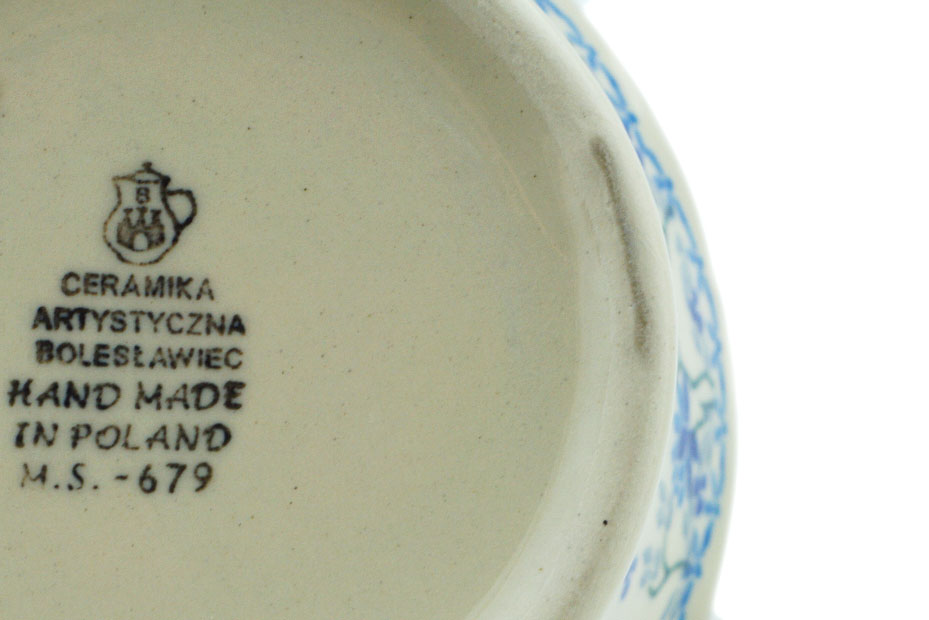 B
CERAMIKA
ARTYSTYCZNA
BOLESŁAWIEC
HAND MADE
IN POLAND
M.S. -679